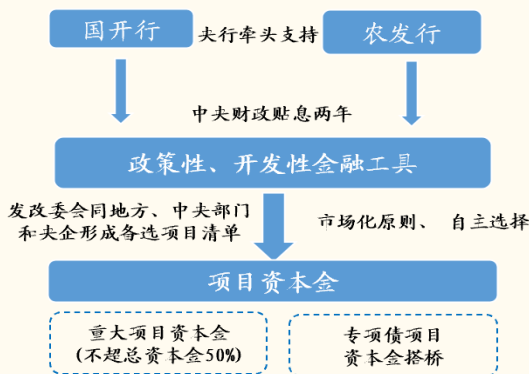 国开行
央行牵头支持
农发行
中央财政贴息两年
政策性、开发性金融工具
发改委会同地方、中央部门
和央企形成备选项目清单
市场化原则、 自主选择
项目资本金
重大项目资本金
(不超总资本金50%)
专项债项目
资本金搭桥